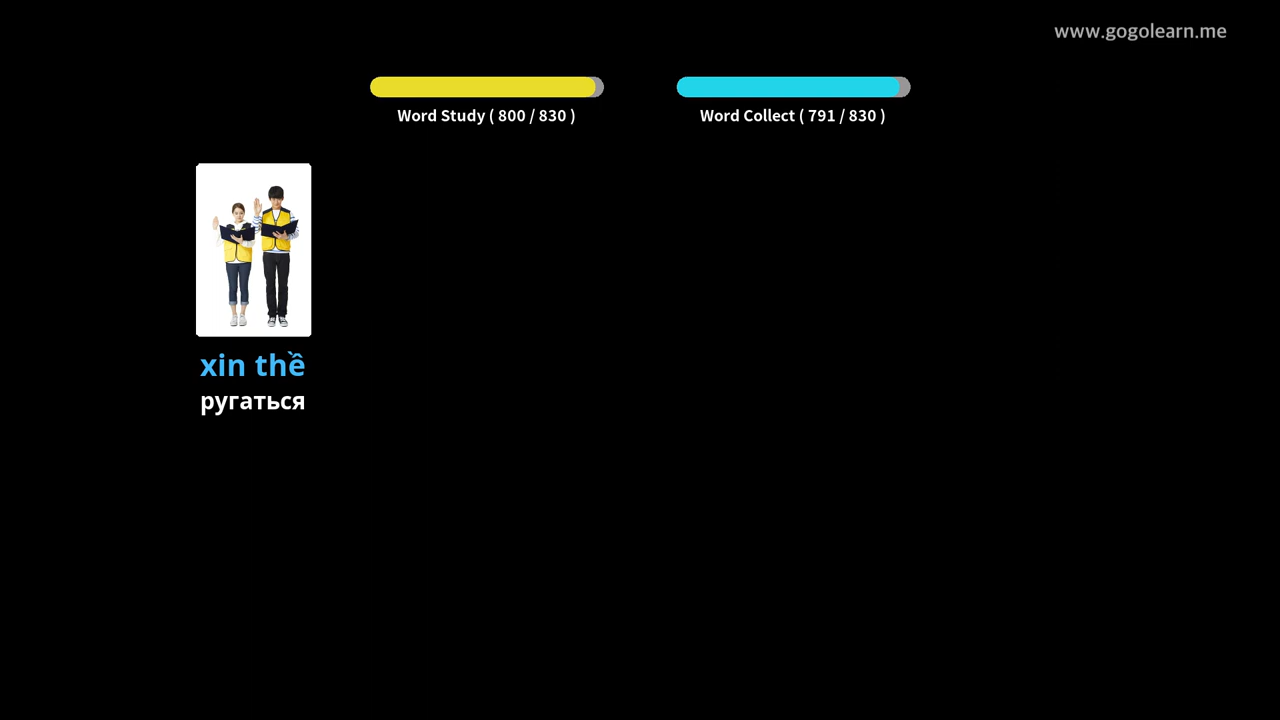 www.gogolearn.me
Word Study ( 800 / 830 )
Word Collect ( 791 / 830 )
xin thề
ругаться